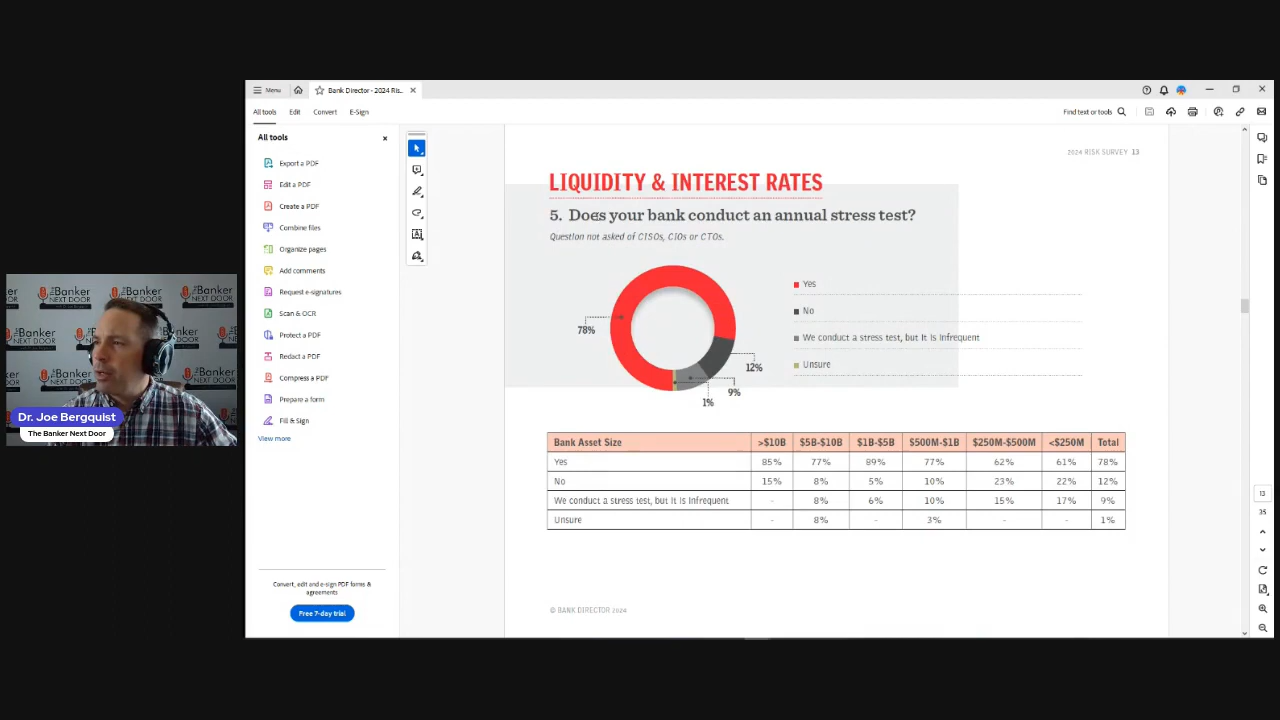 Menu
Bank Director - 2024 Ris...
All tools
Edit
Convert
E-Sign
Find text or tools
All tools
Export a PDF
Edit a PDF
Create a PDF
Combine files
Organize pages
Add comments
Request e-signatures
Scan & OCR
Protect a PDF
Redact a PDF
Compress a PDF
Prepare a form
Fill & Sign
View more
Convert, edit and e-sign PDF forms &
agreements
Free 7-day trial
2024 RISK SURVEY 13
LIQUIDITY & INTEREST RATES
5. Does your bank conduct an annual stress test?
Question not asked of CISOs, CIOs or CTOs.
78%
12%
9%
1%
Yes
No
We conduct a stress test, but it is infrequent
Unsure
Bank Asset Size >$10B $5B-$10B $1B-$5B $500M-$1B $250M-$500M <$250M Total
Yes 85% 77% 89% 77% 62% 61% 78%
No 15% 8% 5% 10% 23% 22% 12%
We conduct a stress test, but it is infrequent - 8% 6% 10% 15% 17% 9%
Unsure - 8% - 3% - - 1%
© BANK DIRECTOR 2024
13
35
The Banker
NEXT DOOR
Dr. Joe Bergquist
The Banker Next Door